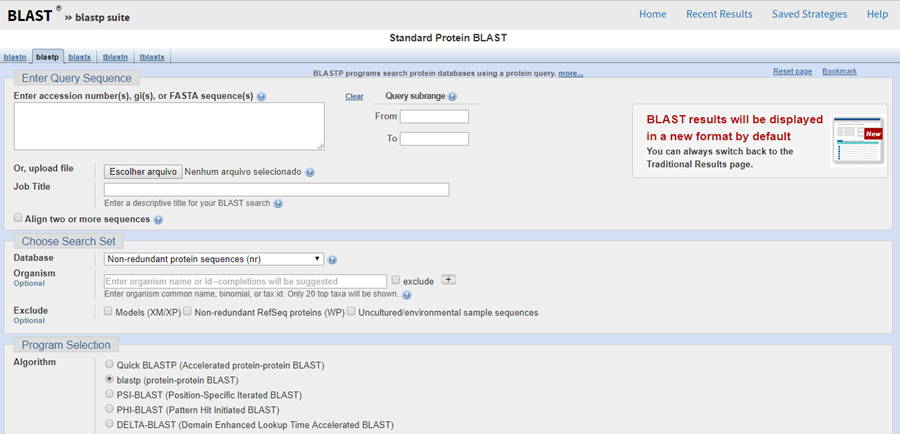 BLAST ® » blastp suite
Home Recent Results Saved Strategies Help
Standard Protein BLAST
blastn blastp blastx tblastn tblastx
Enter Query Sequence
BLASTP programs search protein databases using a protein query. more...
Reset page Bookmark
Enter accession number(s), gi(s), or FASTA sequence(s)
Clear
Query subrange
From
To
BLAST results will be displayed
in a new format by default
You can always switch back to the
Traditional Results page.
New
Or, upload file Escolher arquivo Nenhum arquivo selecionado
Job Title
Enter a descriptive title for your BLAST search
Align two or more sequences
Choose Search Set
Database Non-redundant protein sequences (nr)
Organism
Optional
Enter organism name or id--completions will be suggested exclude +
Enter organism common name, binomial, or tax id. Only 20 top taxa will be shown.
Exclude
Optional
Models (XM/XP) Non-redundant RefSeq proteins (WP) Uncultured/environmental sample sequences
Program Selection
Algorithm
Quick BLASTP (Accelerated protein-protein BLAST)
blastp (protein-protein BLAST)
PSI-BLAST (Position-Specific Iterated BLAST)
PHI-BLAST (Pattern Hit Initiated BLAST)
DELTA-BLAST (Domain Enhanced Lookup Time Accelerated BLAST)